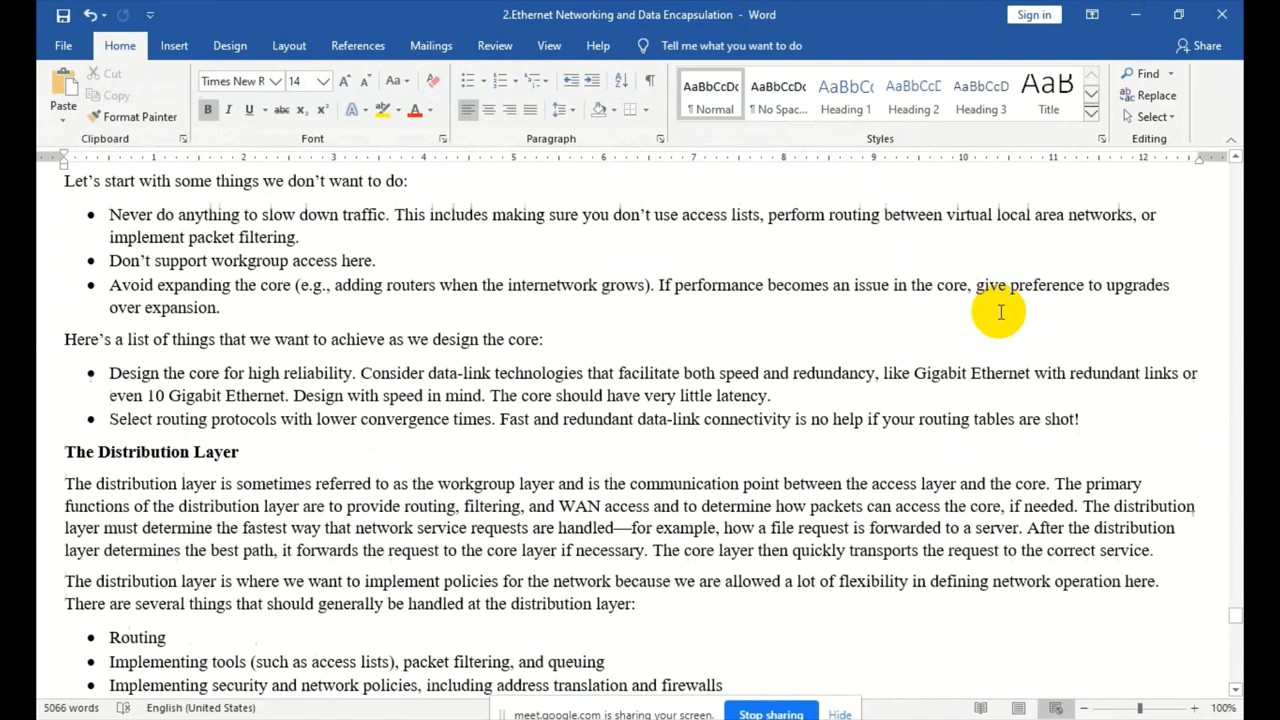 2.Ethernet Networking and Data Encapsulation - Word
Sign in
File Home Insert Design Layout References Mailings Review View Help Tell me what you want to do Share
Paste
Cut
Copy
Format Painter
Times New R 14
AaBbCcDc AaBbCcDc AaBbC AaBbCcD AaBbCcD AaB
¶ Normal ¶ No Spac... Heading 1 Heading 2 Heading 3 Title
Find
Replace
Select
Clipboard Font Paragraph Styles Editing
1 2 3 4 5 6 7 8 9 10 11 12
Let's start with some things we don't want to do:
• Never do anything to slow down traffic. This includes making sure you don't use access lists, perform routing between virtual local area networks, or
implement packet filtering.
• Don't support workgroup access here.
• Avoid expanding the core (e.g., adding routers when the internetwork grows). If performance becomes an issue in the core, give preference to upgrades
over expansion.
Here's a list of things that we want to achieve as we design the core:
• Design the core for high reliability. Consider data-link technologies that facilitate both speed and redundancy, like Gigabit Ethernet with redundant links or
even 10 Gigabit Ethernet. Design with speed in mind. The core should have very little latency.
• Select routing protocols with lower convergence times. Fast and redundant data-link connectivity is no help if your routing tables are shot!
The Distribution Layer
The distribution layer is sometimes referred to as the workgroup layer and is the communication point between the access layer and the core. The primary
functions of the distribution layer are to provide routing, filtering, and WAN access and to determine how packets can access the core, if needed. The distribution
layer must determine the fastest way that network service requests are handled—for example, how a file request is forwarded to a server. After the distribution
layer determines the best path, it forwards the request to the core layer if necessary. The core layer then quickly transports the request to the correct service.
The distribution layer is where we want to implement policies for the network because we are allowed a lot of flexibility in defining network operation here.
There are several things that should generally be handled at the distribution layer:
• Routing
• Implementing tools (such as access lists), packet filtering, and queuing
• Implementing security and network policies, including address translation and firewalls
5066 words English (United States) 100%
meet.google.com is sharing your screen. Stop sharing Hide